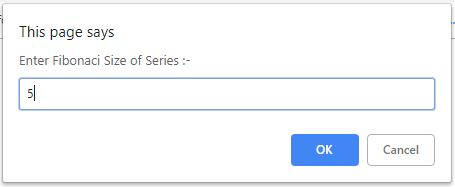 This page says
Enter Fibonaci Size of Series :-
5
OK Cancel